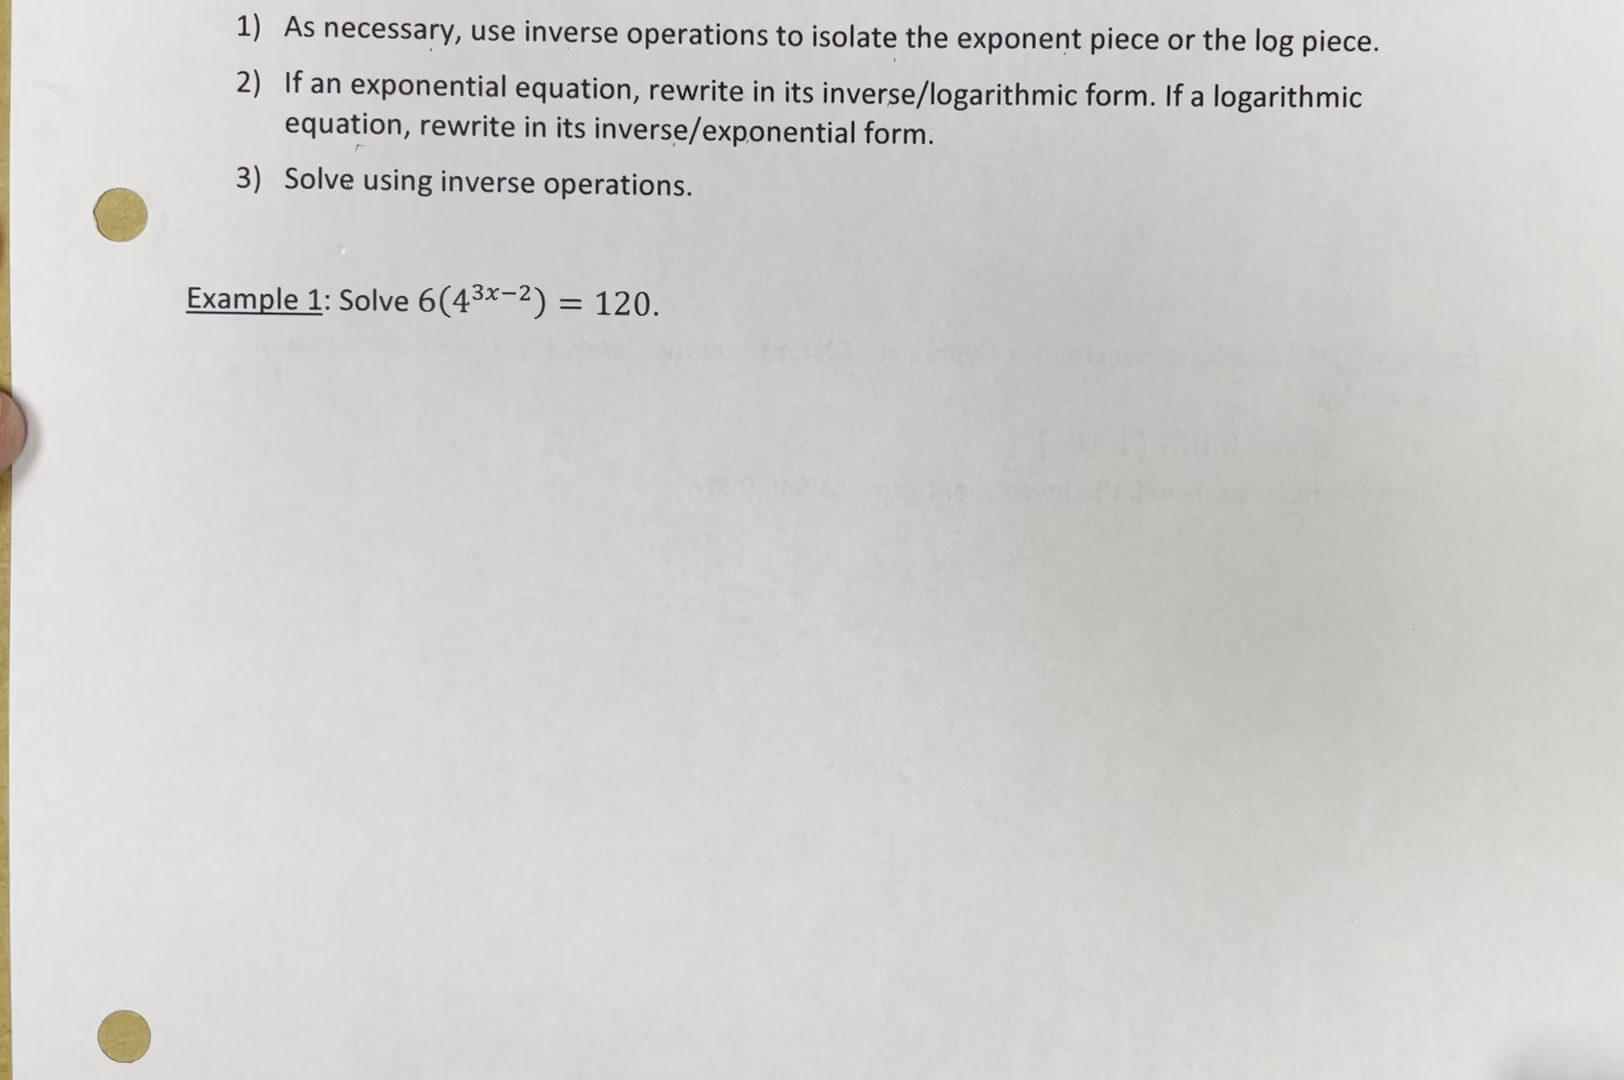 1) As necessary, use inverse operations to isolate the exponent piece or the log piece.
2) If an exponential equation, rewrite in its inverse/logarithmic form. If a logarithmic
equation, rewrite in its inverse/exponential form.
3) Solve using inverse operations.
Example 1: Solve 6(4³ˣ⁻²) = 120.